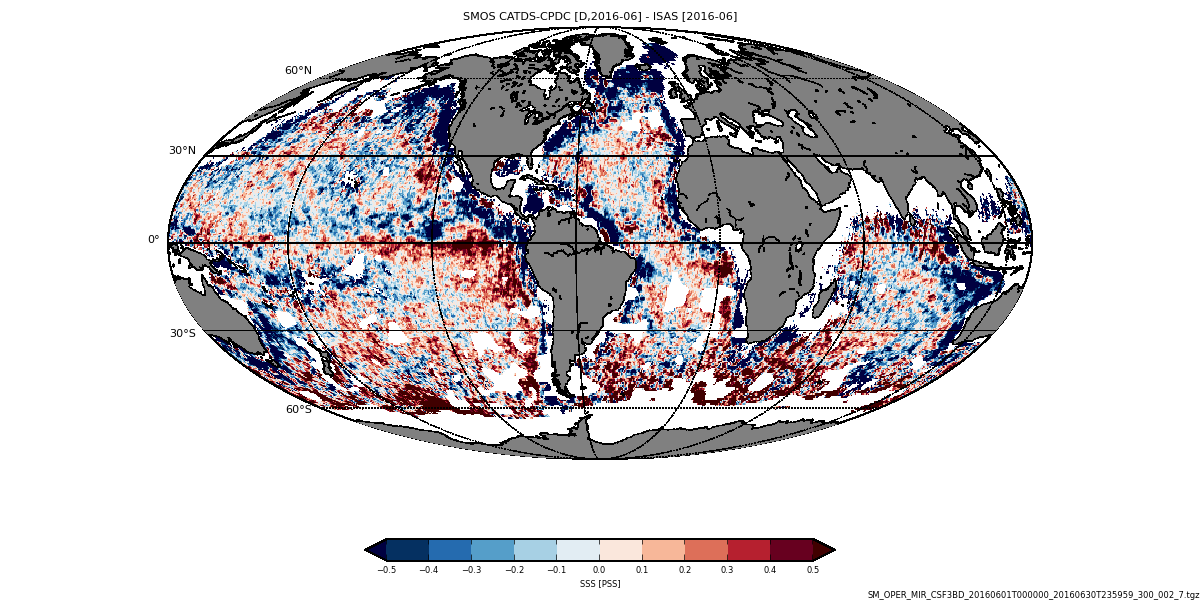 SMOS CATDS-CPDC [D,2016-06] - ISAS [2016-06]
60°N
30°N
0°
30°S
60°S
−0.5 −0.4 −0.3 −0.2 −0.1 0.0 0.1 0.2 0.3 0.4 0.5
SSS [PSS]
SM_OPER_MIR_CSF3BD_20160601T000000_20160630T235959_300_002_7.tgz